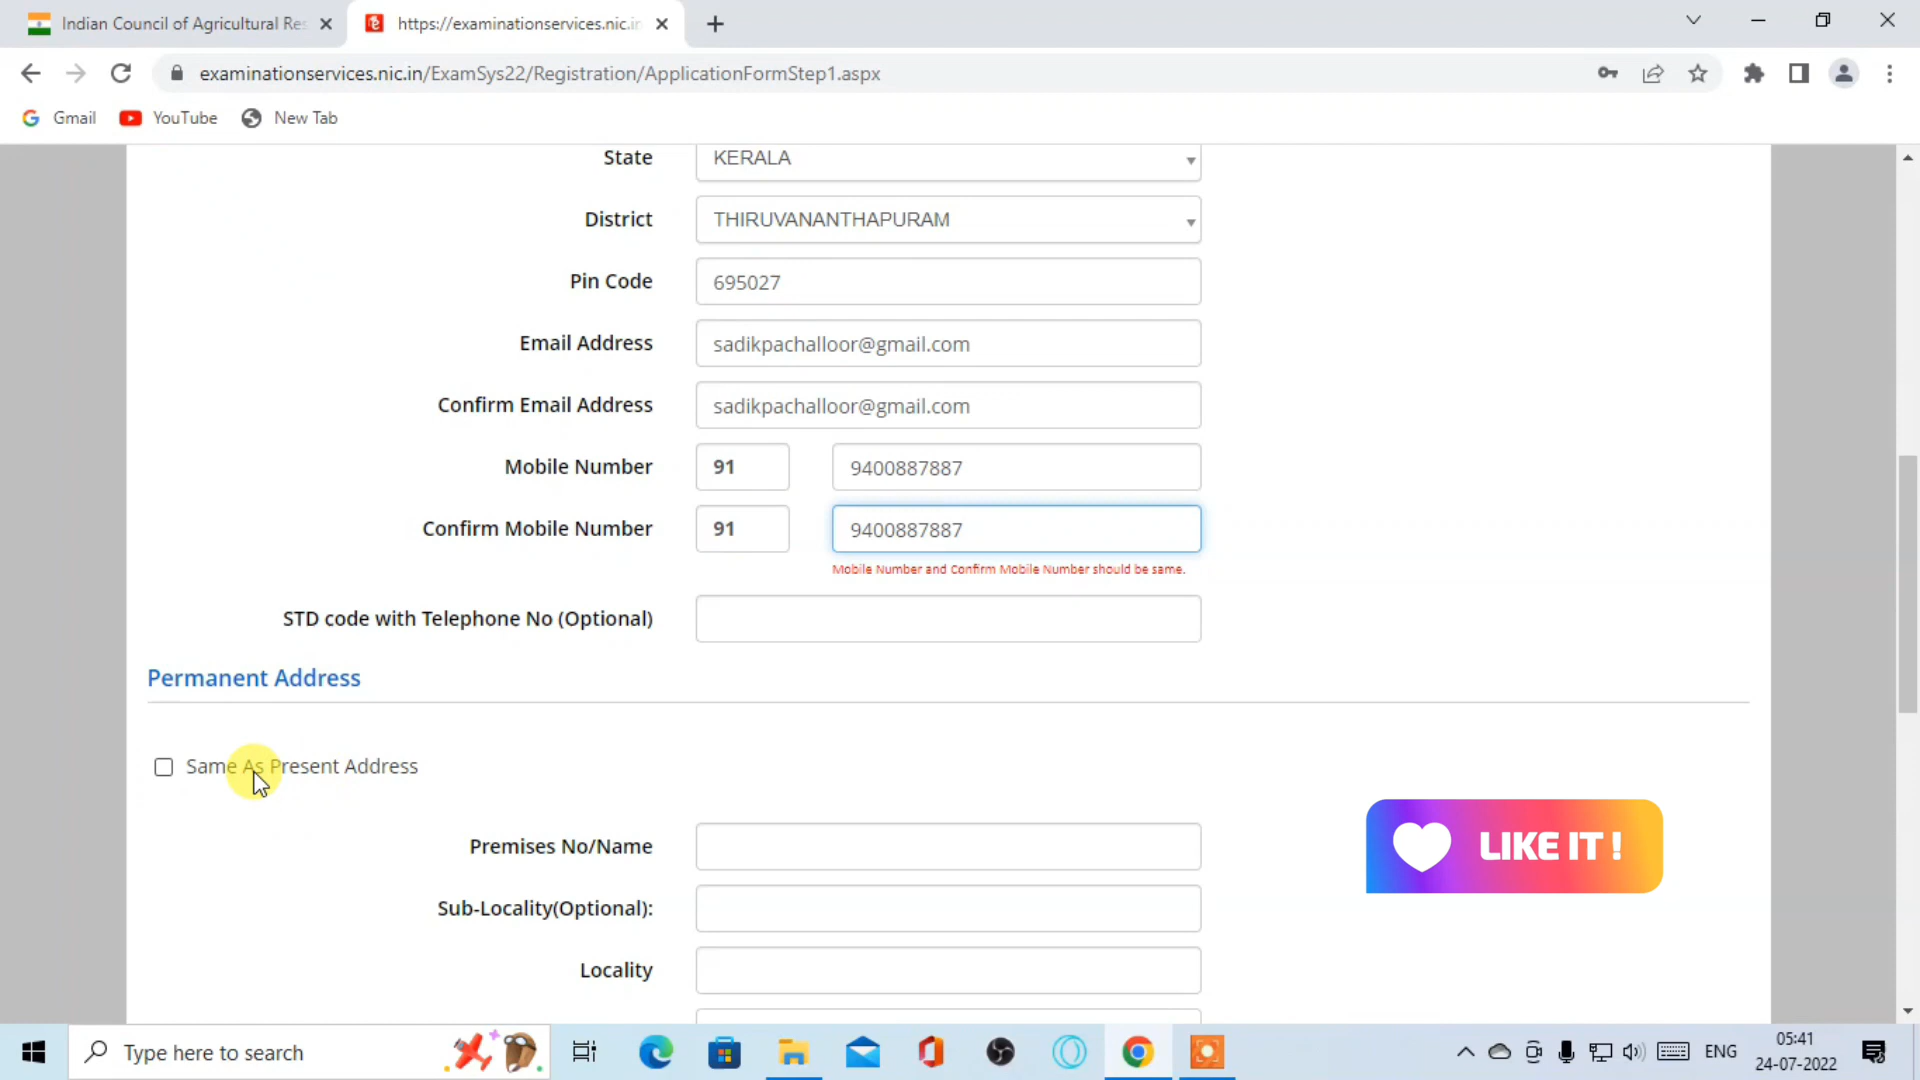 Indian Council of Agricultural Res
https://examinationservices.nic.in
examinationservices.nic.in/ExamSys22/Registration/ApplicationFormStep1.aspx
Gmail YouTube New Tab
State KERALA
District THIRUVANANTHAPURAM
Pin Code 695027
Email Address sadikpachalloor@gmail.com
Confirm Email Address sadikpachalloor@gmail.com
Mobile Number 91 9400887887
Confirm Mobile Number 91 9400887887
Mobile Number and Confirm Mobile Number should be same.
STD code with Telephone No (Optional)
Permanent Address
Same As Present Address
Premises No/Name
LIKE IT !
Sub-Locality(Optional):
Locality
Type here to search
ENG
05:41
24-07-2022